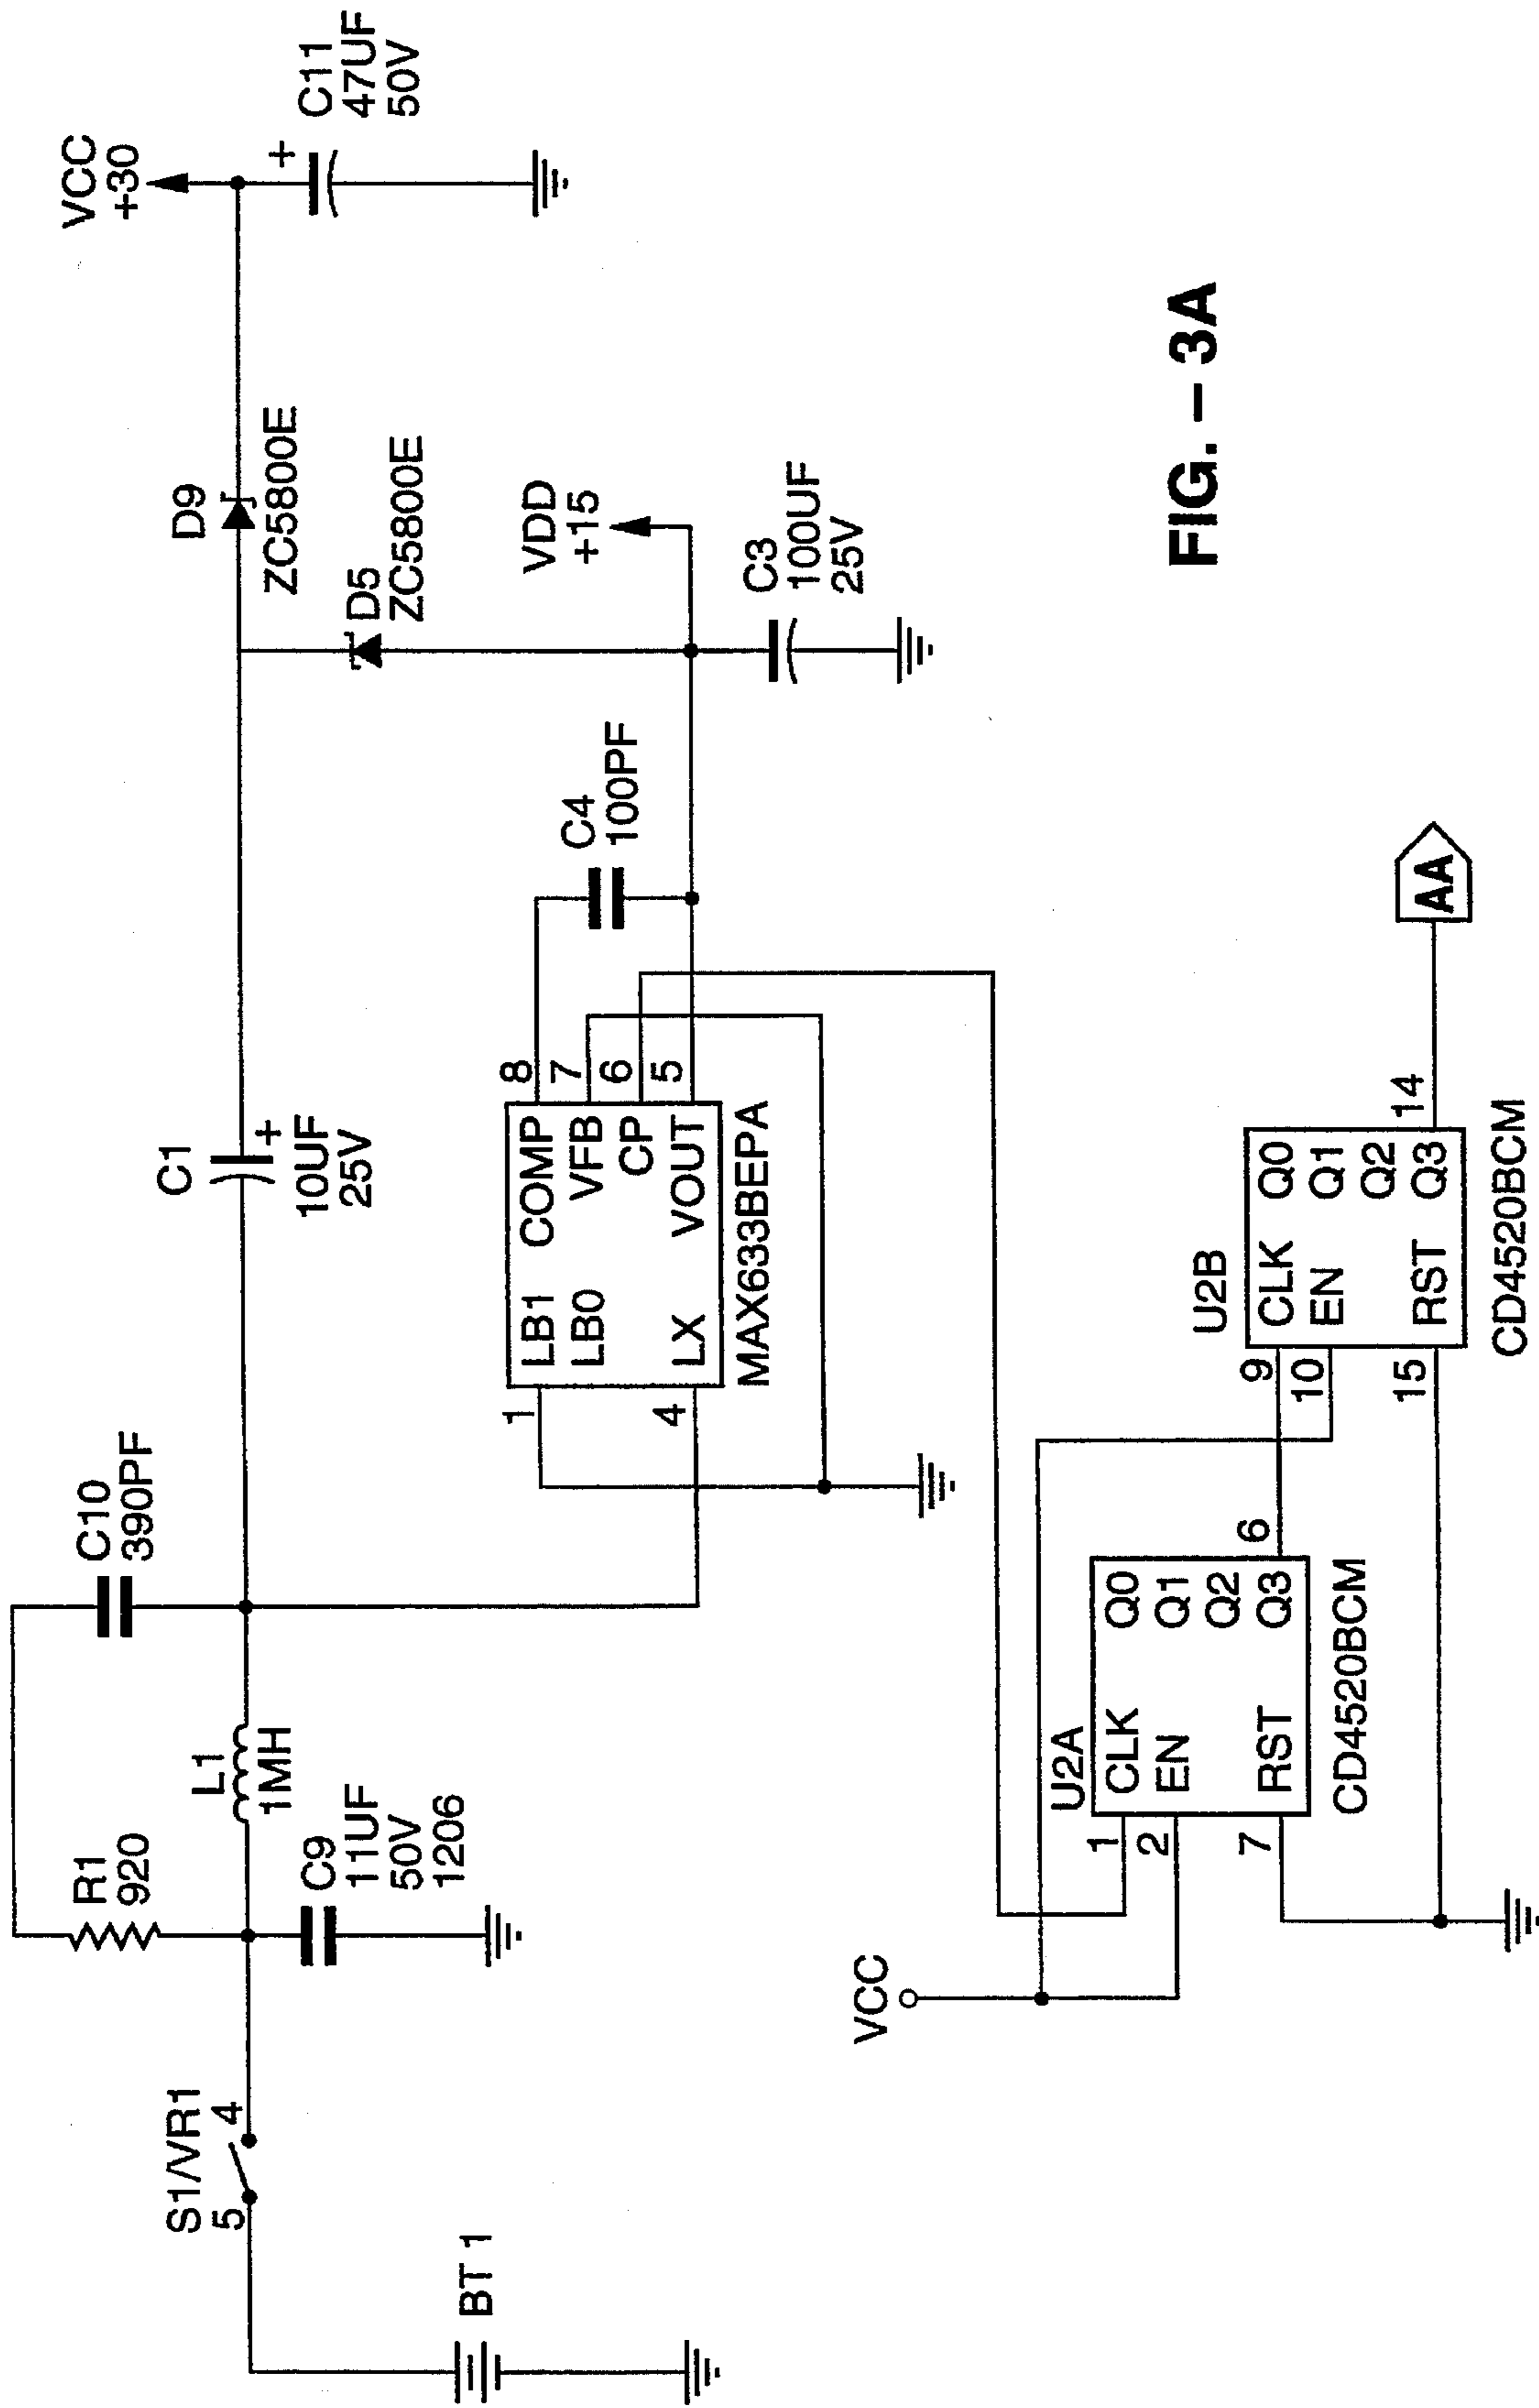 VCC
+30
C11
47UF
50V
+
D9
ZC5800E
D5
ZC5800E
VDD
+15
C3
100UF
25V
C1
+
10UF
25V
C4
100PF
C10
390PF
R1
920
L1
1MH
C9
11UF
50V
1206
S1/VR1
5
4
BT 1
1
4
LB1
LB0
LX
COMP
VFB
CP
VOUT
8
7
6
5
MAX633BEPA
VCC
U2A
1
2
7
CLK
EN
RST
Q0
Q1
Q2
Q3
6
CD4520BCM
U2B
9
10
15
CLK
EN
RST
Q0
Q1
Q2
Q3
14
CD4520BCM
AA
FIG. – 3A